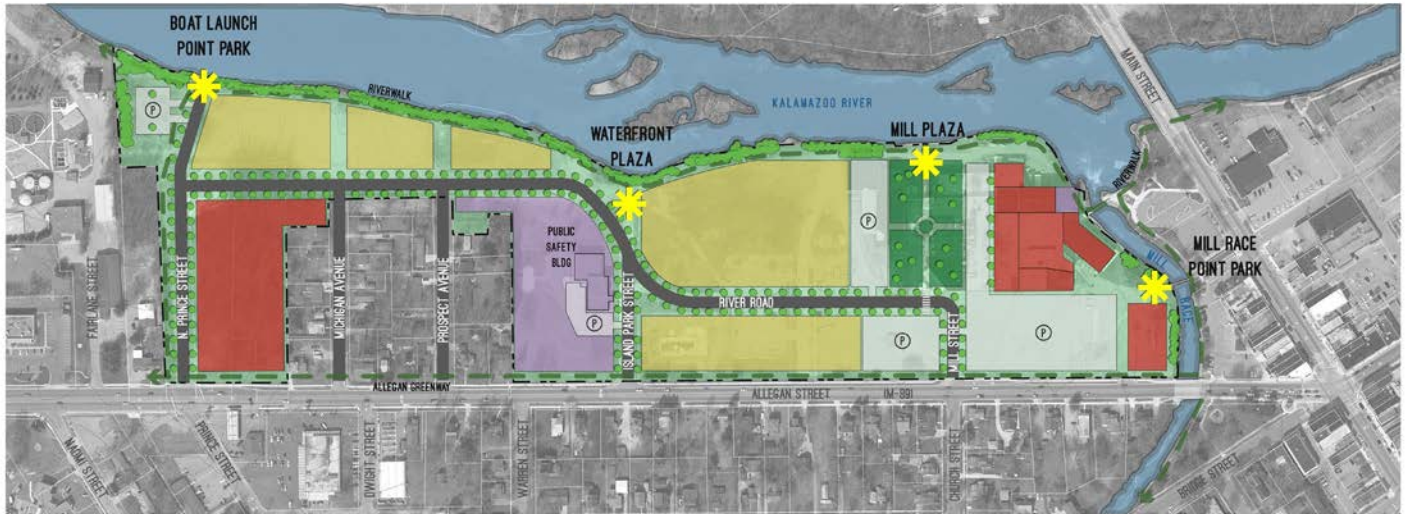 BOAT LAUNCH
POINT PARK
MAIN STREET
RIVERWALK
KALAMAZOO RIVER
WATERFRONT
PLAZA
MILL PLAZA
RIVERWALK
P
PUBLIC
SAFETY
BLDG
P
P
MILL RACE
POINT PARK
MILL RACE
FAIRLANE STREET
N. PRINCE STREET
MICHIGAN AVENUE
PROSPECT AVENUE
ISLAND PARK STREET
RIVER ROAD
MILL STREET
P
P
ALLEGAN GREENWAY
ALLEGAN STREET (M-89)
NAOMI STREET
PRINCE STREET
DWIGHT STREET
WARREN STREET
CHURCH STREET
BRIDGE STREET